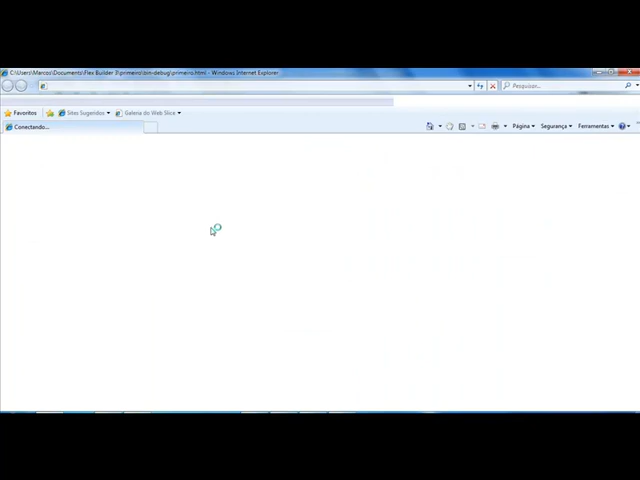 C:\Users\Marcos\Documents\Flex Builder 3\primeiro\bin-debug\primeiro.html - Windows Internet Explorer
Pesquisar...
Favoritos Sites Sugeridos Galeria do Web Slice
Conectando... Página Segurança Ferramentas